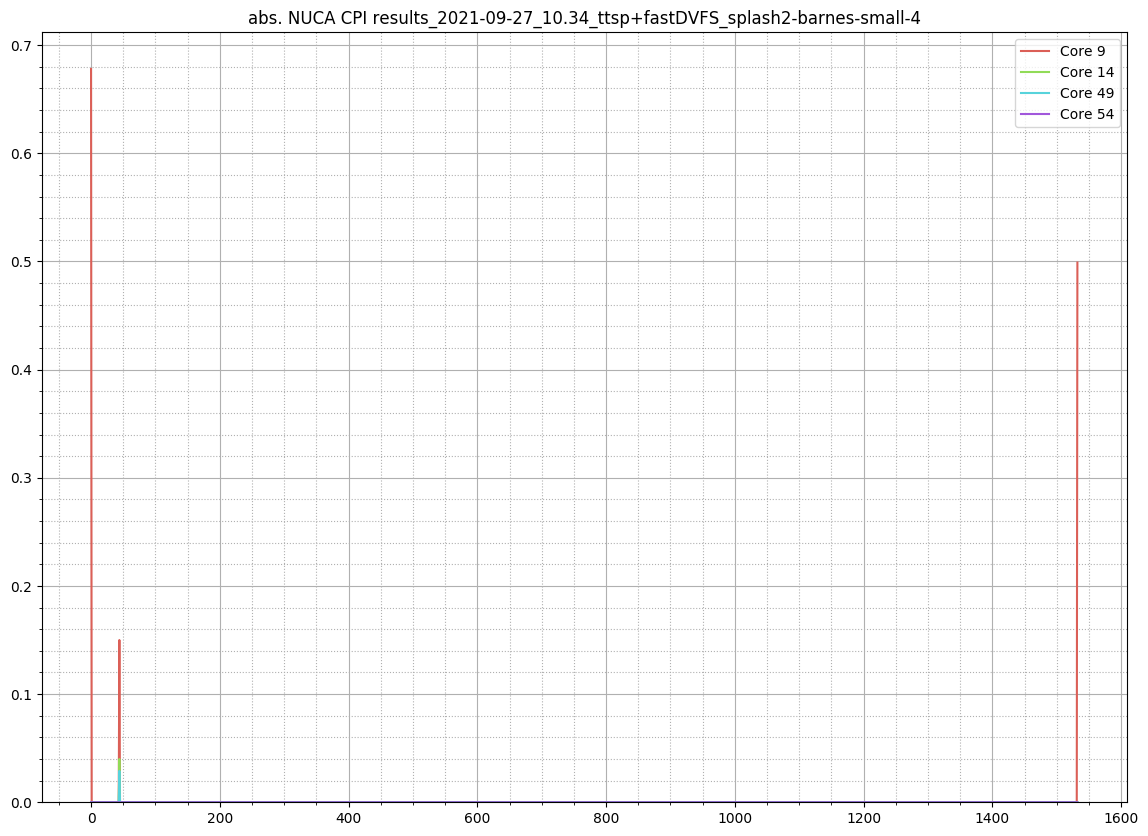 abs. NUCA CPI results_2021-09-27_10.34_ttsp+fastDVFS_splash2-barnes-small-4
0.7
0.6
0.5
0.4
0.3
0.2
0.1
0.0
Core 9
Core 14
Core 49
Core 54
0 200 400 600 800 1000 1200 1400 1600